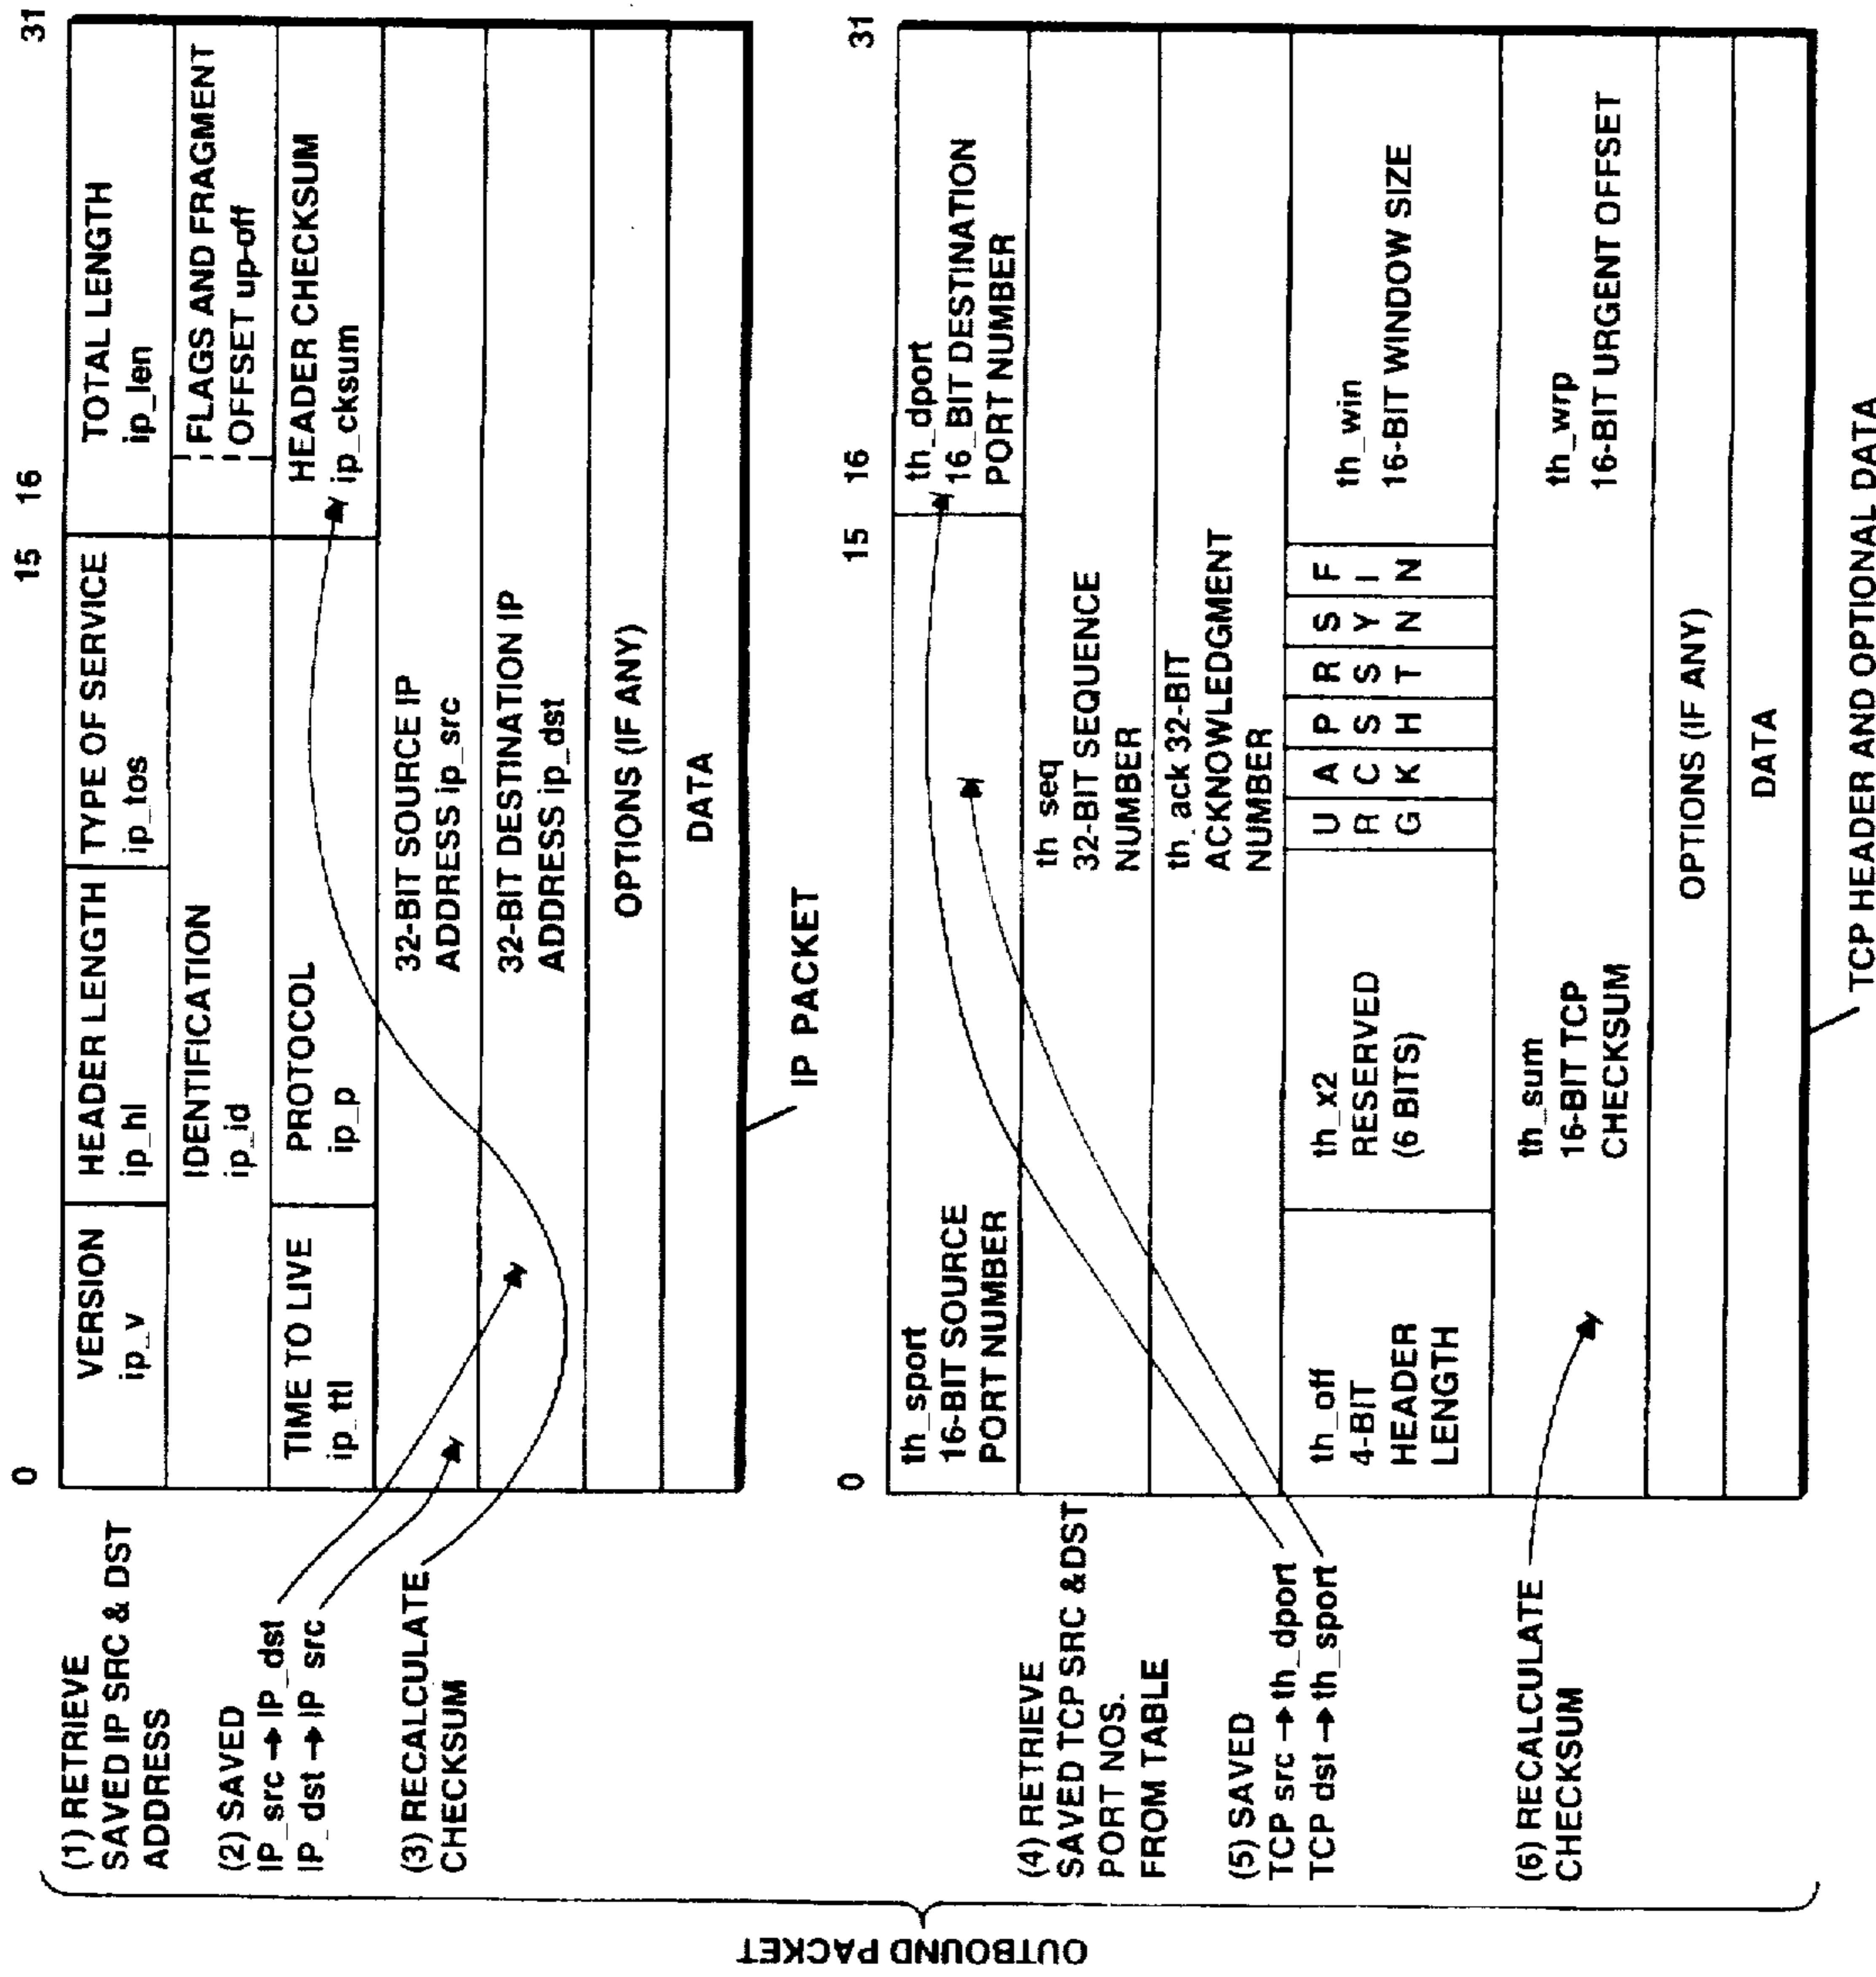 OUTBOUND PACKET
(1) RETRIEVE
SAVED IP SRC & DST
ADDRESS
(2) SAVED
IP_src → IP_dst
IP_dst → IP src
(3) RECALCULATE
CHECKSUM
0
15
16
31
VERSION
ip_v
HEADER LENGTH
ip_hl
TYPE OF SERVICE
ip_tos
TOTAL LENGTH
ip_len
IDENTIFICATION
ip_id
FLAGS AND FRAGMENT
OFFSET up-off
TIME TO LIVE
ip_ttl
PROTOCOL
ip_p
HEADER CHECKSUM
ip_cksum
32-BIT SOURCE IP
ADDRESS ip_src
32-BIT DESTINATION IP
ADDRESS ip_dst
OPTIONS (IF ANY)
DATA
IP PACKET
(4) RETRIEVE
SAVED TCP SRC &DST
PORT NOS.
FROM TABLE
(5) SAVED
TCP src → th_dport
TCP dst → th_sport
(6) RECALCULATE
CHECKSUM
0
15
16
31
th_sport
16-BIT SOURCE
PORT NUMBER
th_dport
16_BIT DESTINATION
PORT NUMBER
th seq
32-BIT SEQUENCE
NUMBER
th_ack 32-BIT
ACKNOWLEDGMENT
NUMBER
th_off
4-BIT
HEADER
LENGTH
th_x2
RESERVED
(6 BITS)
URG
ACK
PSH
RST
SYN
FIN
th_win
16-BIT WINDOW SIZE
th_sum
16-BIT TCP
CHECKSUM
th_wrp
16-BIT URGENT OFFSET
OPTIONS (IF ANY)
DATA
TCP HEADER AND OPTIONAL DATA